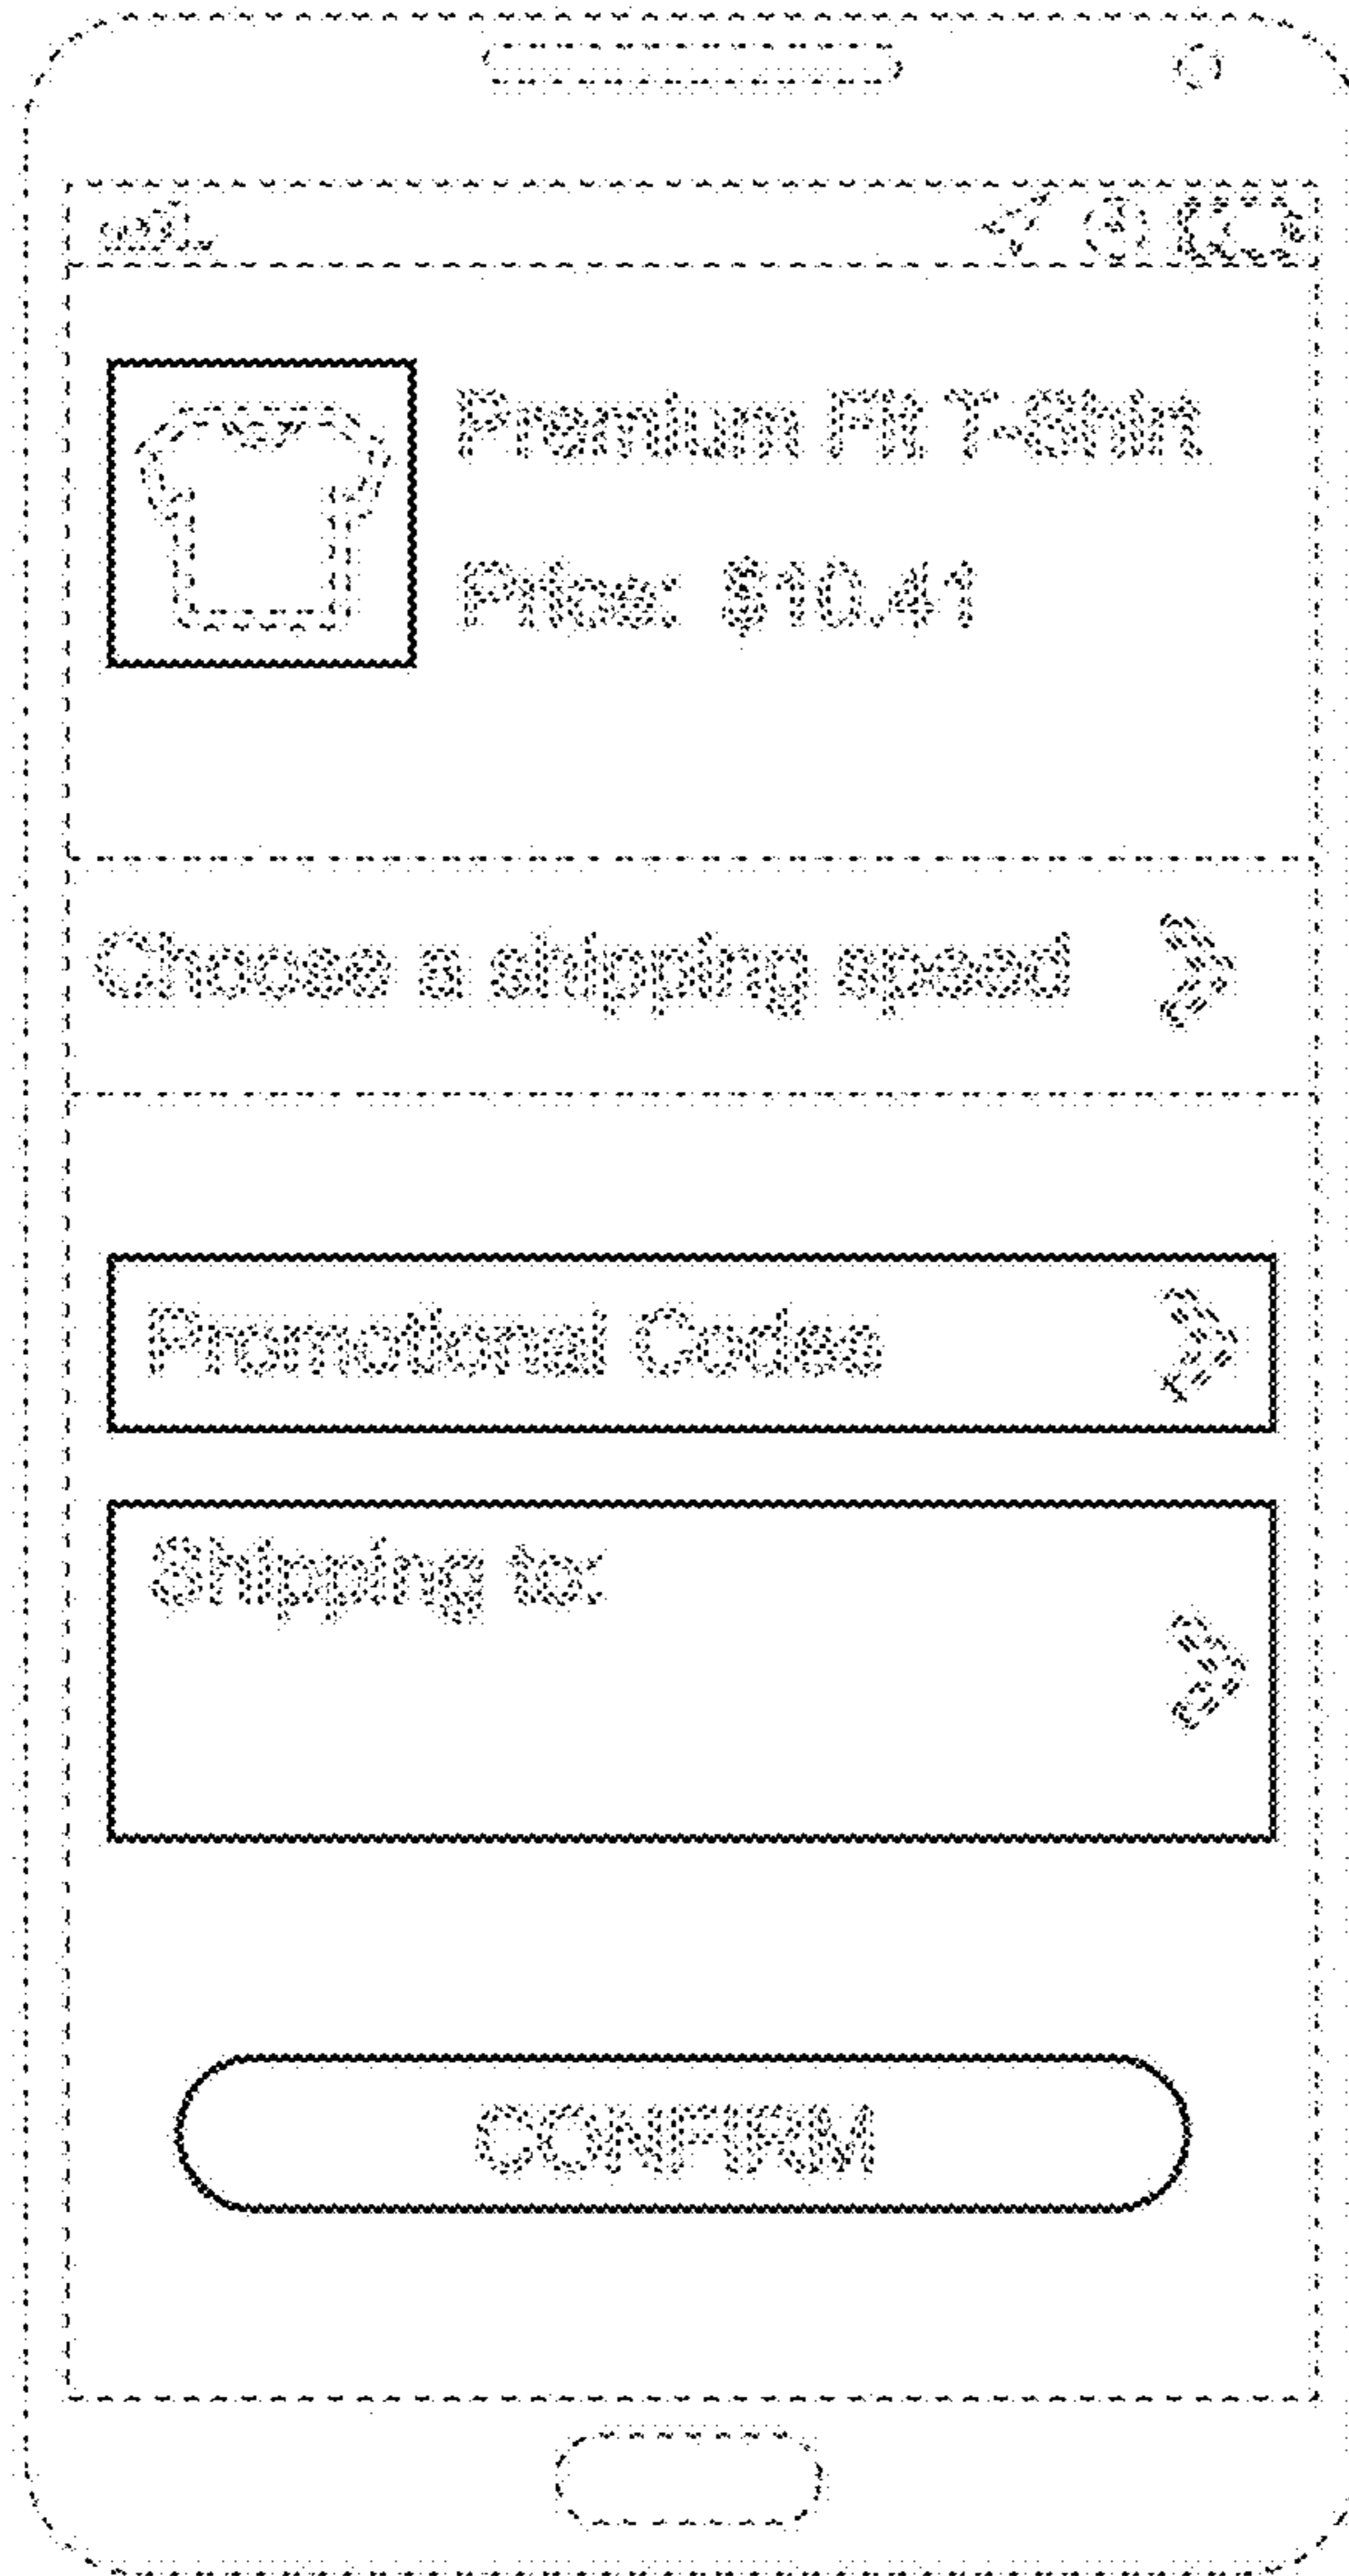 Premium Fit T-Shirt
Price: $10.41
Choose a shipping speed
Promotional Codes
Shipping to:
CONFIRM